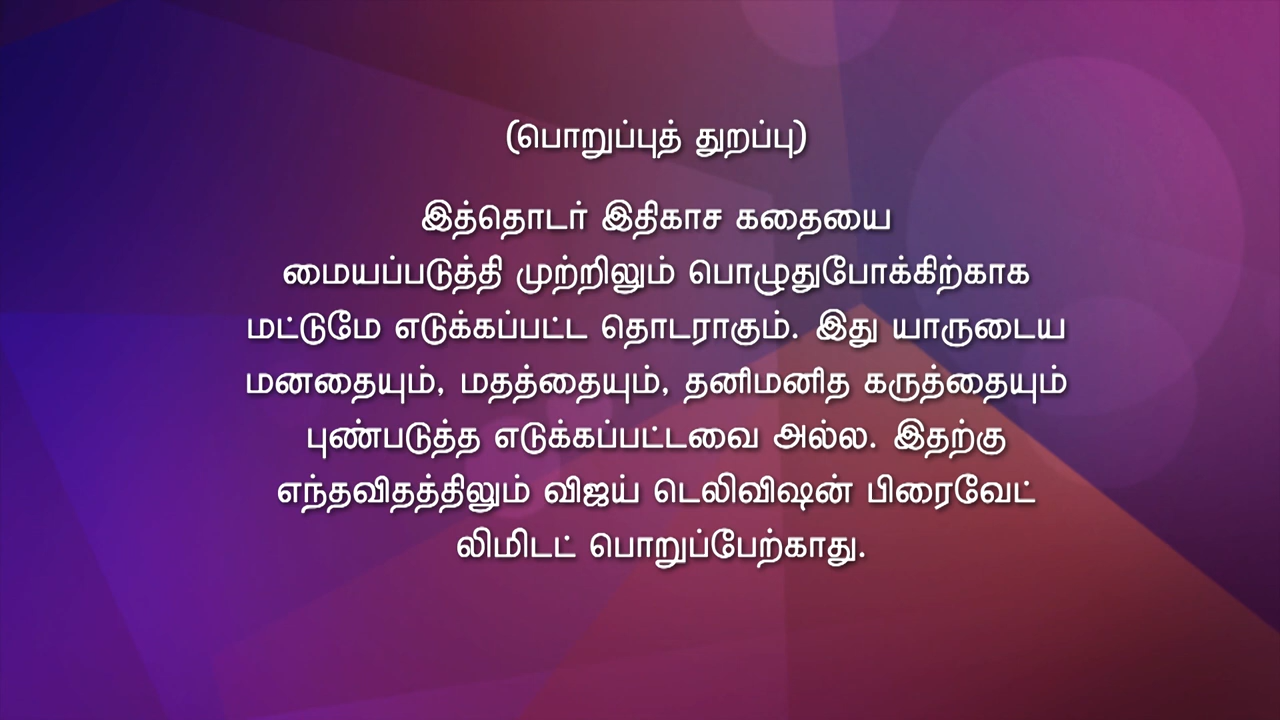 (பொறுப்புத் துறப்பு)
இத்தொடர் இதிகாச கதையை
மையப்படுத்தி முற்றிலும் பொழுதுபோக்கிற்காக
மட்டுமே எடுக்கப்பட்ட தொடராகும். இது யாருடைய
மனதையும், மதத்தையும், தனிமனித கருத்தையும்
புண்படுத்த எடுக்கப்பட்டவை அல்ல. இதற்கு
எந்தவிதத்திலும் விஜய் டெலிவிஷன் பிரைவேட்
லிமிடட் பொறுப்பேற்காது.